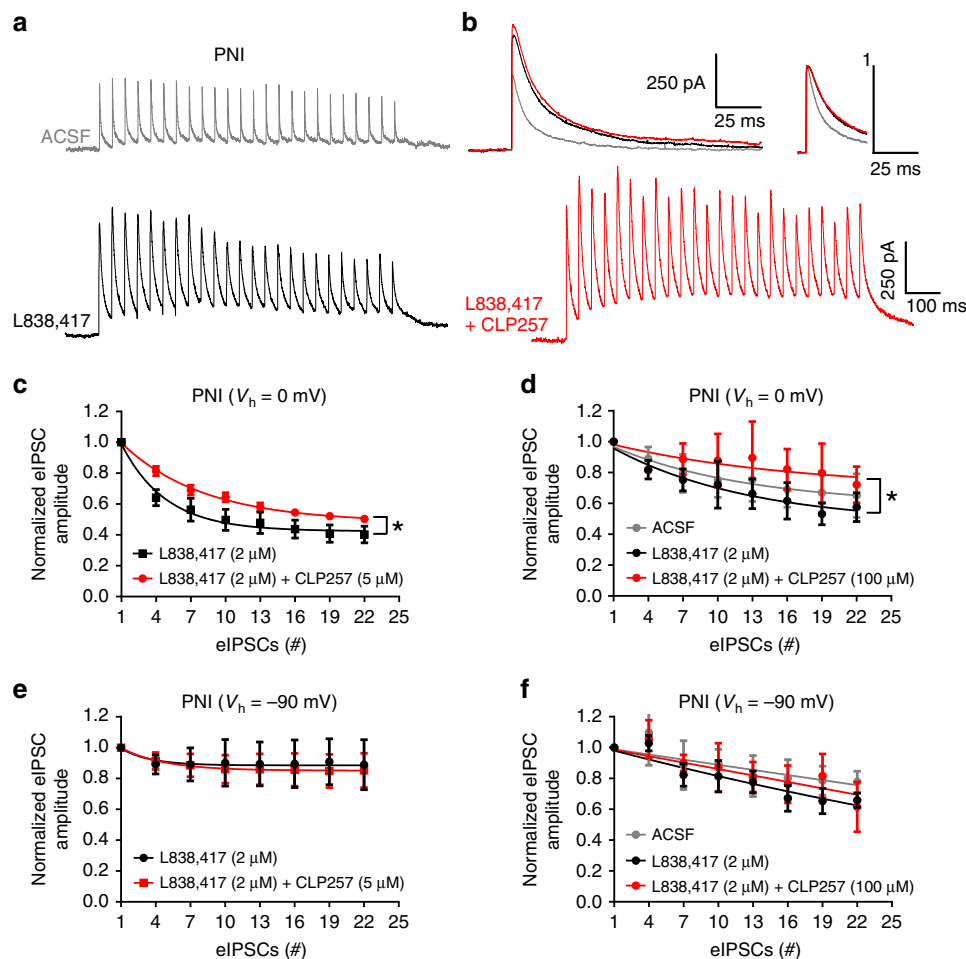 a
PNI
ACSF
L838,417
b
250 pA
25 ms
1
25 ms
L838,417
+ CLP257
250 pA
100 ms
c
PNI (Vh = 0 mV)
Normalized eIPSC
amplitude
1.2
1.0
0.8
0.6
0.4
0.2
0.0
*
L838,417 (2 μM)
L838,417 (2 μM) + CLP257 (5 μM)
1 4 7 10 13 16 19 22 25
eIPSCs (#)
d
PNI (Vh = 0 mV)
Normalized eIPSC
amplitude
1.2
1.0
0.8
0.6
0.4
0.2
0.0
*
ACSF
L838,417 (2 μM)
L838,417 (2 μM) + CLP257 (100 μM)
1 4 7 10 13 16 19 22 25
eIPSCs (#)
e
PNI (Vh = –90 mV)
Normalized eIPSC
amplitude
1.2
1.0
0.8
0.6
0.4
0.2
0.0
L838,417 (2 μM)
L838,417 (2 μM) + CLP257 (5 μM)
1 4 7 10 13 16 19 22 25
eIPSCs (#)
f
PNI (Vh = –90 mV)
Normalized eIPSC
amplitude
1.2
1.0
0.8
0.6
0.4
0.2
0.0
ACSF
L838,417 (2 μM)
L838,417 (2 μM) + CLP257 (100 μM)
1 4 7 10 13 16 19 22 25
eIPSCs (#)